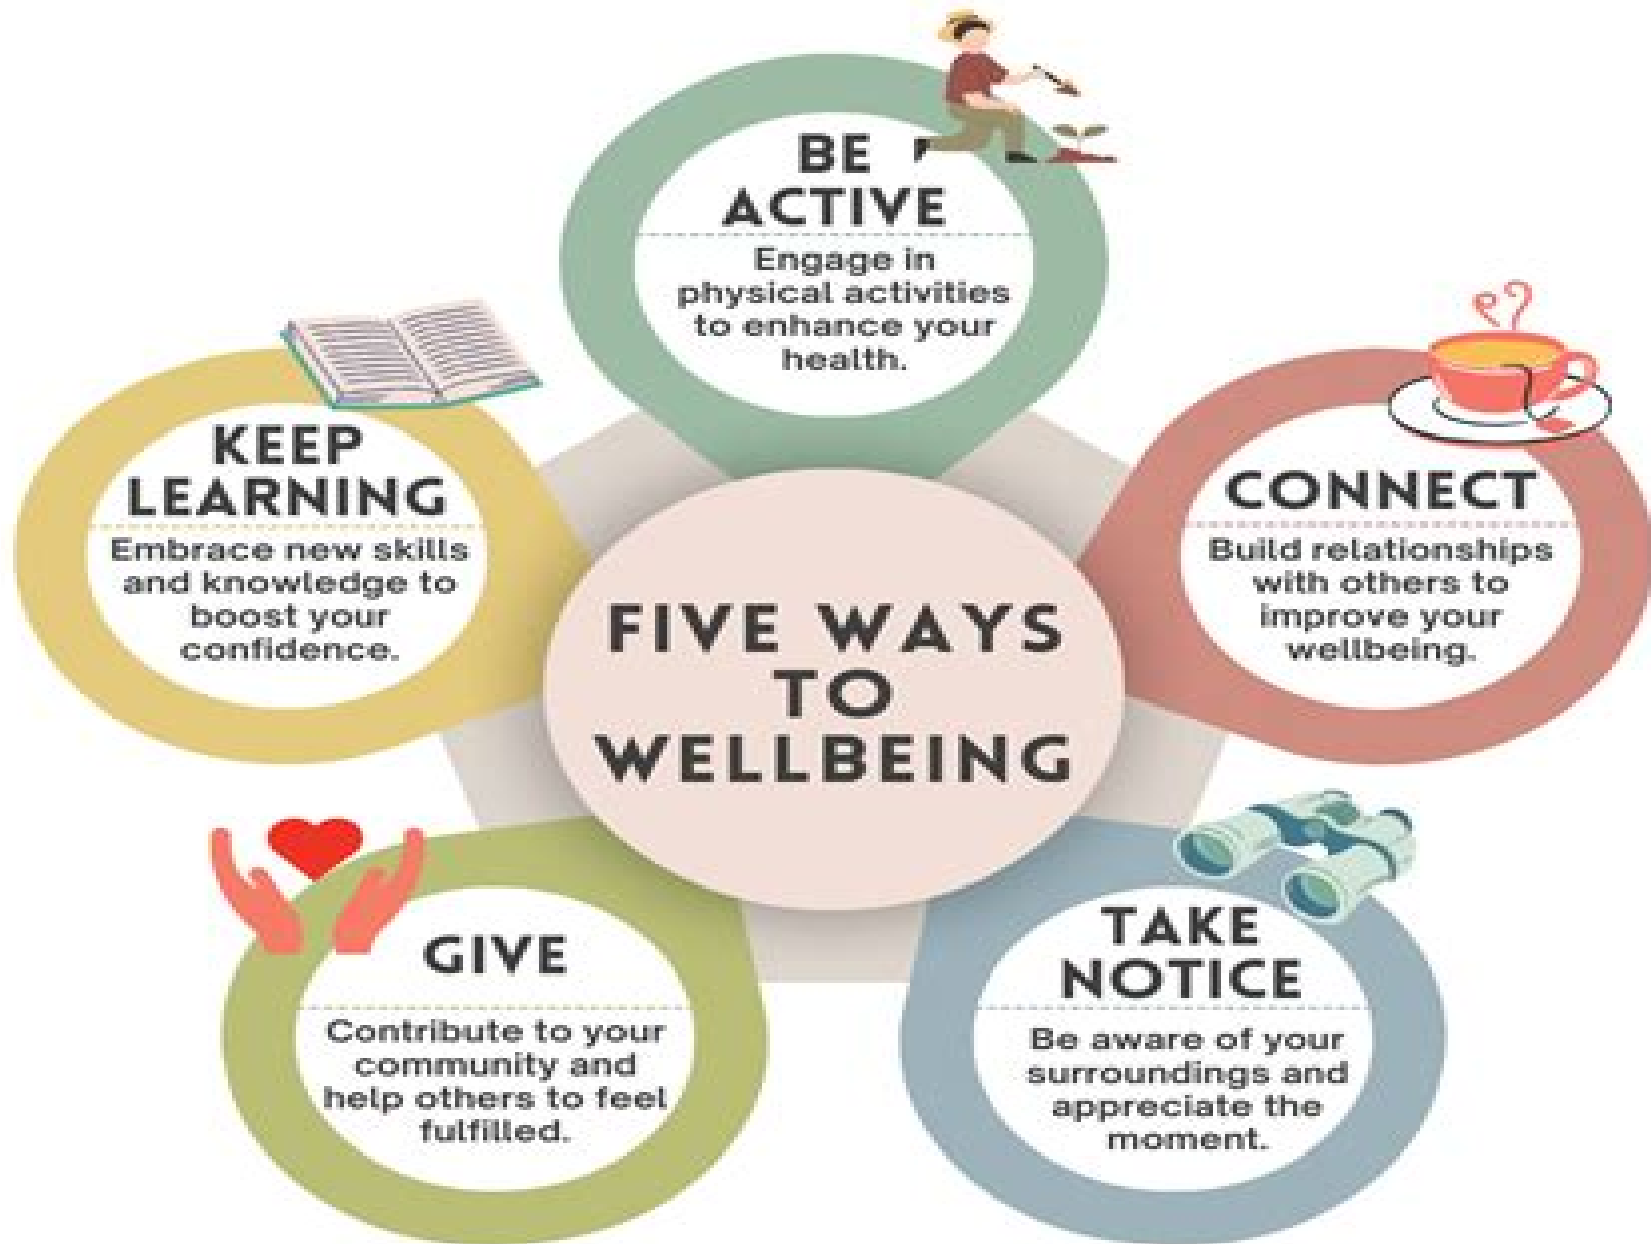 BE
ACTIVE
Engage in
physical activities
to enhance your
health.
KEEP
LEARNING
Embrace new skills
and knowledge to
boost your
confidence.
CONNECT
Build relationships
with others to
improve your
wellbeing.
FIVE WAYS
TO
WELLBEING
GIVE
Contribute to your
community and
help others to feel
fulfilled.
TAKE
NOTICE
Be aware of your
surroundings and
appreciate the
moment.